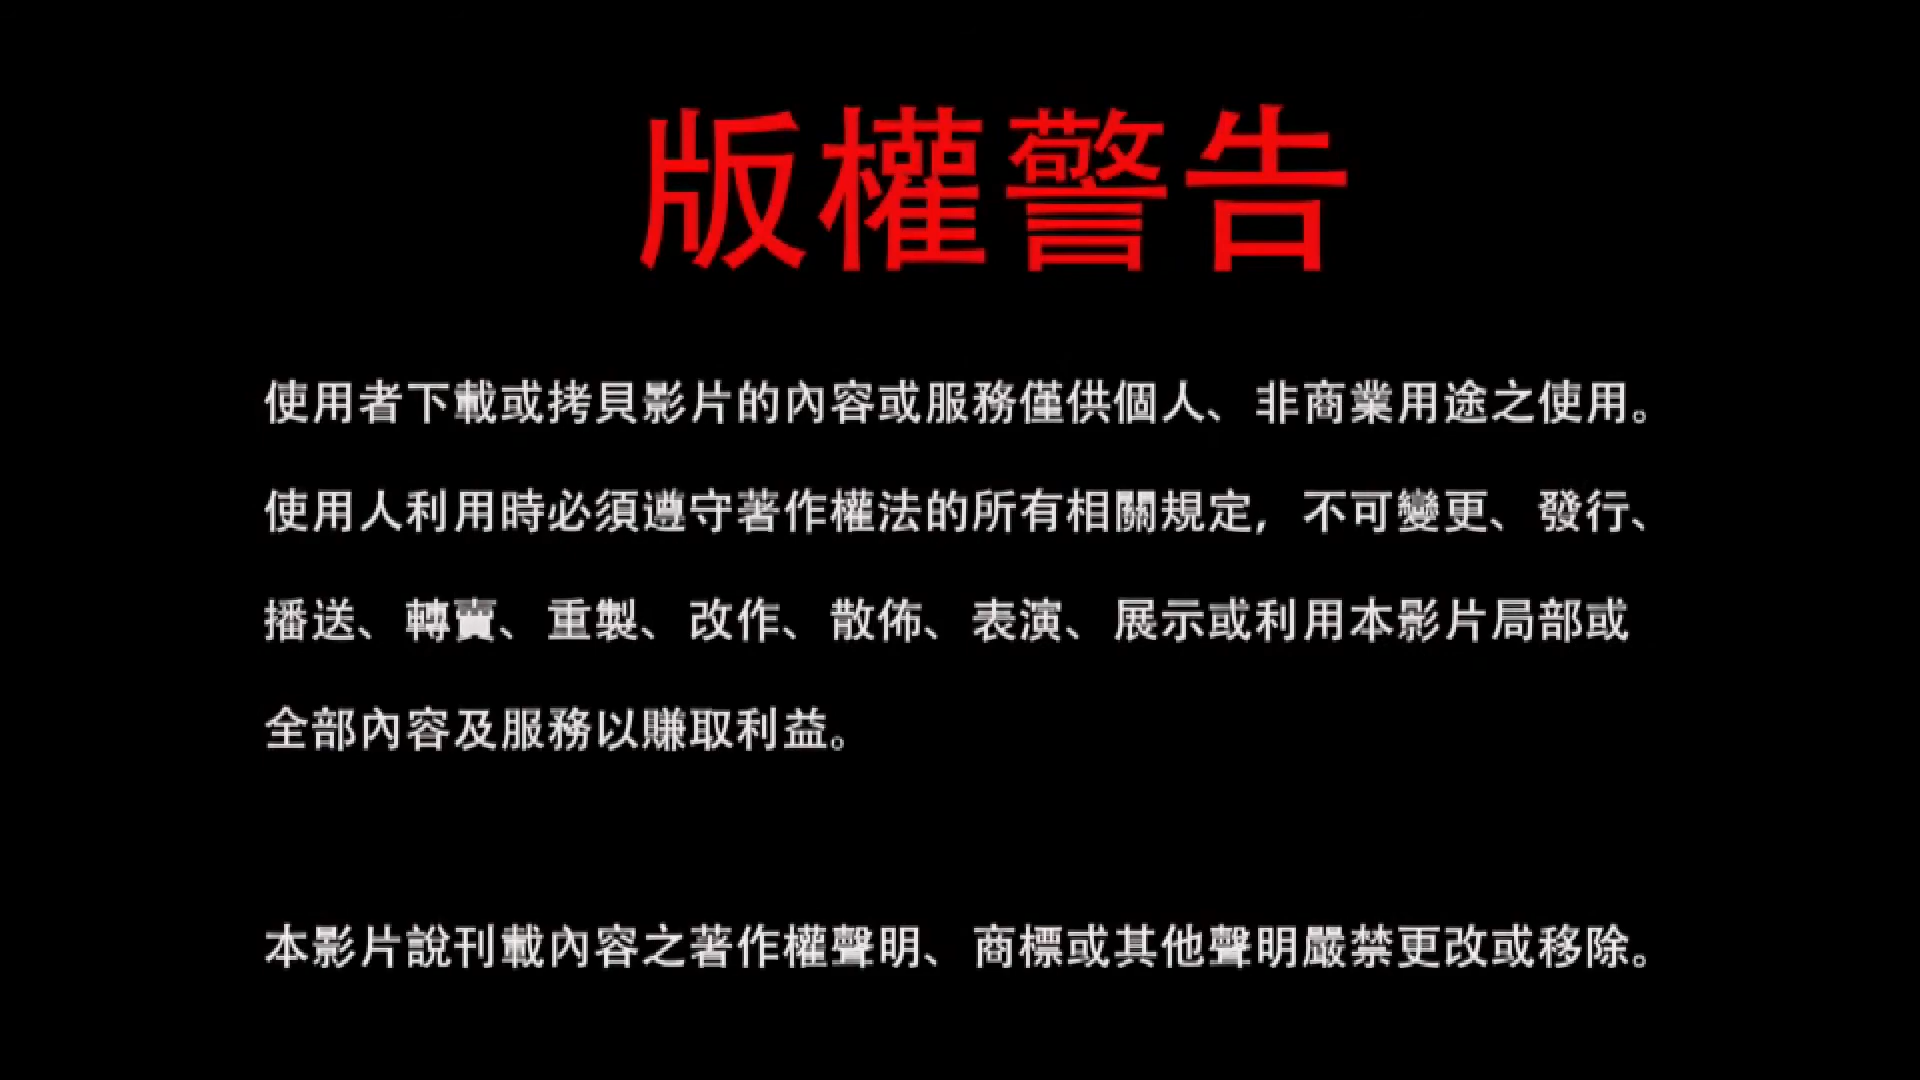 版權警告
使用者下載或拷貝影片的內容或服務僅供個人、非商業用途之使用。
使用人利用時必須遵守著作權法的所有相關規定，不可變更、發行、
播送、轉賣、重製、改作、散佈、表演、展示或利用本影片局部或
全部內容及服務以賺取利益。
本影片說刊載內容之著作權聲明、商標或其他聲明嚴禁更改或移除。